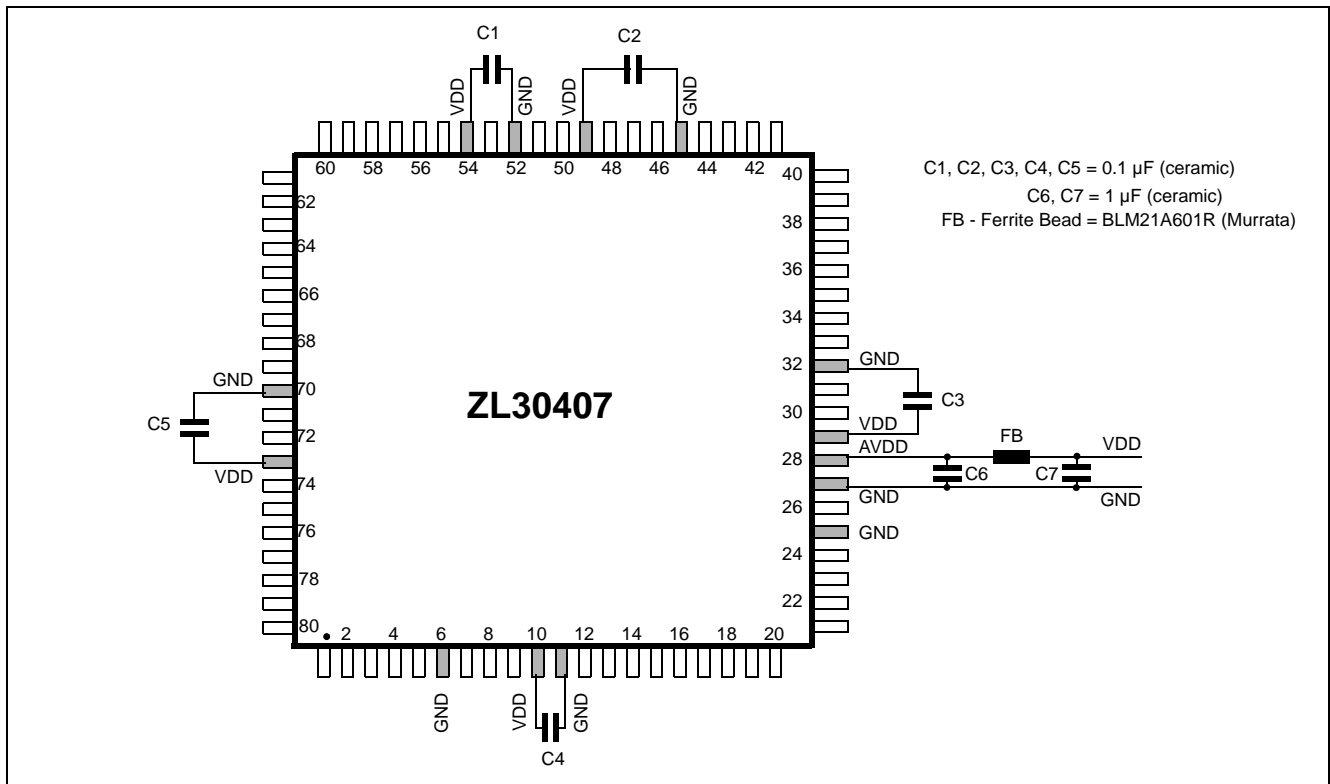 C1
C2
VDD
GND
VDD
GND
60 58 56 54 52 50 48 46 44 42
C1, C2, C3, C4, C5 = 0.1 µF (ceramic)
C6, C7 = 1 µF (ceramic)
FB - Ferrite Bead = BLM21A601R (Murrata)
40
38
36
34
32
30
28
26
24
22
62
64
66
68
70
72
74
76
78
80
GND
C5
VDD
ZL30407
GND
C3
VDD
AVDD
FB
VDD
C6
C7
GND
GND
GND
2 4 6 8 10 12 14 16 18 20
GND
VDD
GND
C4